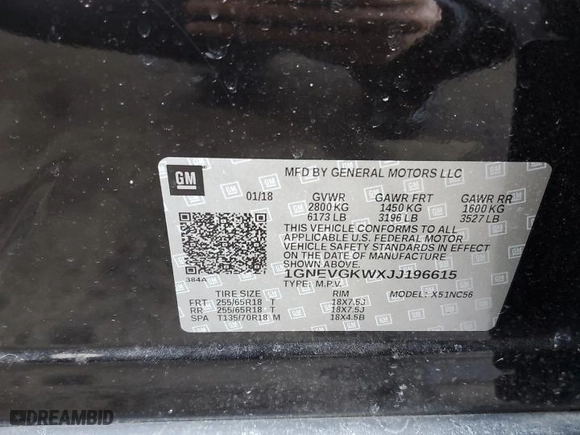 GM
MFD BY GENERAL MOTORS LLC
01/18 GVWR GAWR FRT GAWR RR
2800 KG 1450 KG 1600 KG
6173 LB 3196 LB 3527 LB
THIS VEHICLE CONFORMS TO ALL
APPLICABLE U.S. FEDERAL MOTOR
VEHICLE SAFETY STANDARDS IN EFFECT
ON THE DATE OF MANUFACTURE
SHOWN ABOVE.
384A
1GNEVGKWXJJ196615
TYPE: M.P.V.
TIRE SIZE RIM MODEL: X51NC56
FRT 255/65R18 T 18X7.5J
RR 255/65R18 T 18X7.5J
SPA T135/70R18 M 18X4.5B
© DREAMBID